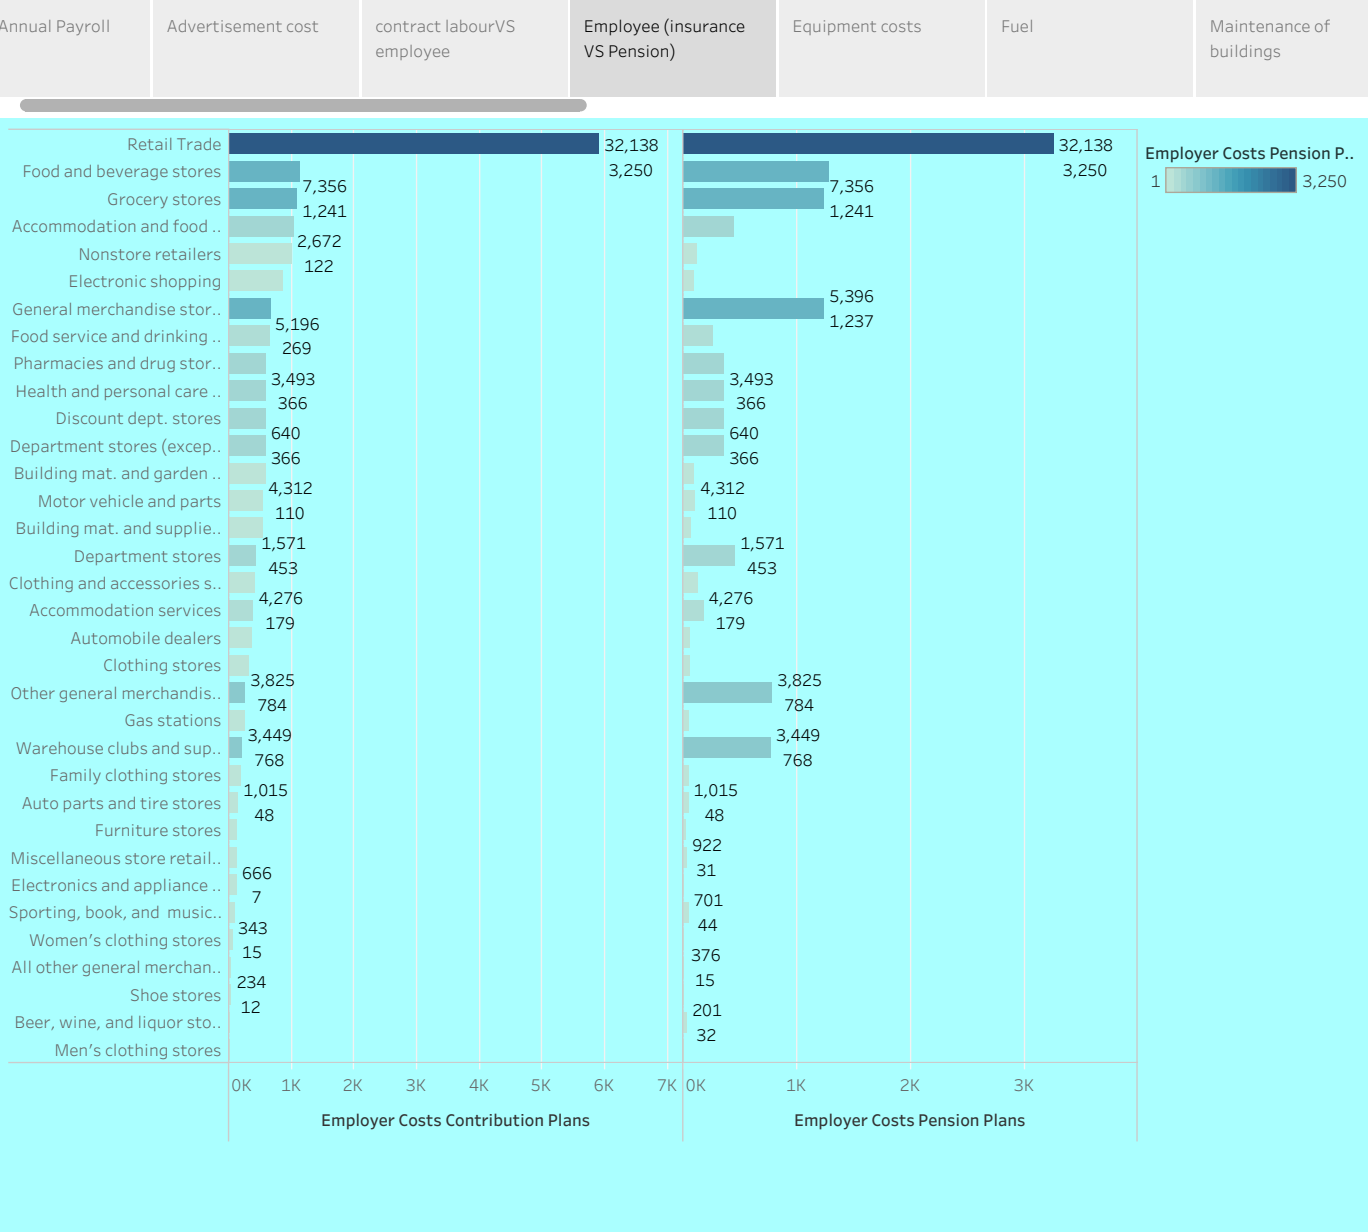 Annual Payroll
Advertisement cost
contract labourVS
employee
Employee (insurance
VS Pension)
Equipment costs
Fuel
Maintenance of
buildings
Retail Trade
Food and beverage stores
Grocery stores
Accommodation and food ..
Nonstore retailers
Electronic shopping
General merchandise stor..
Food service and drinking ..
Pharmacies and drug stor..
Health and personal care ..
Discount dept. stores
Department stores (excep..
Building mat. and garden ..
Motor vehicle and parts
Building mat. and supplie..
Department stores
Clothing and accessories s..
Accommodation services
Automobile dealers
Clothing stores
Other general merchandis..
Gas stations
Warehouse clubs and sup..
Family clothing stores
Auto parts and tire stores
Furniture stores
Miscellaneous store retail..
Electronics and appliance ..
Sporting, book, and  music..
Women's clothing stores
All other general merchan..
Shoe stores
Beer, wine, and liquor sto..
Men's clothing stores
32,138
3,250
7,356
1,241
2,672
122
5,196
269
3,493
366
640
366
4,312
110
1,571
453
4,276
179
3,825
784
3,449
768
1,015
48
666
7
343
15
234
12
0K 1K 2K 3K 4K 5K 6K 7K
Employer Costs Contribution Plans
32,138
3,250
7,356
1,241
5,396
1,237
3,493
366
640
366
4,312
110
1,571
453
4,276
179
3,825
784
3,449
768
1,015
48
922
31
701
44
376
15
201
32
0K 1K 2K 3K
Employer Costs Pension Plans
Employer Costs Pension P..
1 3,250